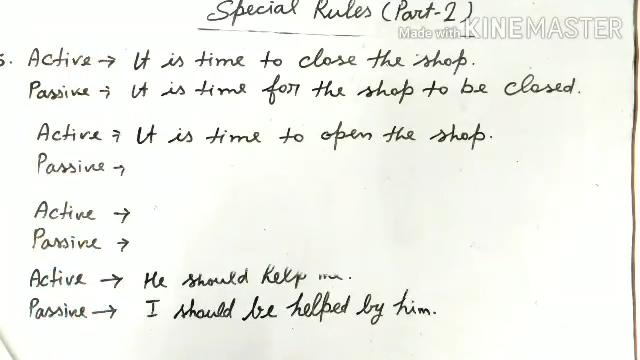 Special Rules (Part-2)
Made with KINEMASTER
5. Active → It is time to close the shop.
Passive → It is time for the shop to be closed.
Active → It is time to open the shop.
Passive →
Active →
Passive →
Active → He should help me.
Passive → I should be helped by him.